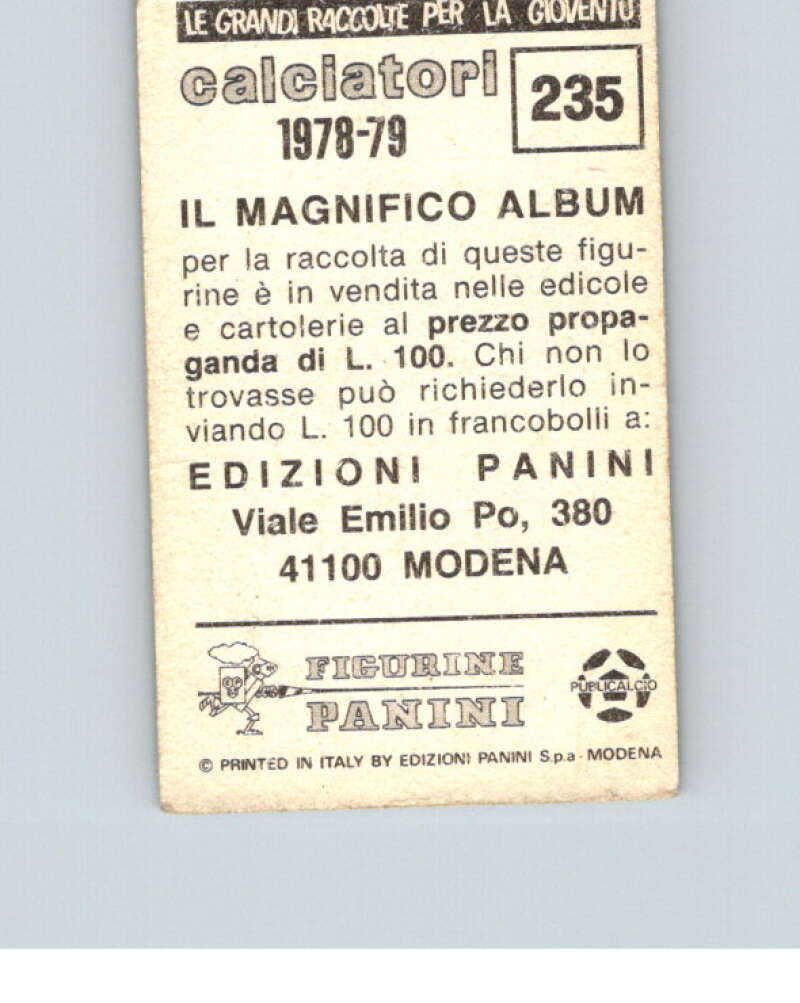 LE GRANDI RACCOLTE PER LA GIOVENTU
calciatori
1978-79
235
IL MAGNIFICO ALBUM
per la raccolta di queste figu-
rine è in vendita nelle edicole
e cartolerie al prezzo propa-
ganda di L. 100. Chi non lo
trovasse può richiederlo in-
viando L. 100 in francobolli a:
EDIZIONI PANINI
Viale Emilio Po, 380
41100 MODENA
FIGURINE
PANINI
PUBLICALCIO
© PRINTED IN ITALY BY EDIZIONI PANINI S.p.a - MODENA